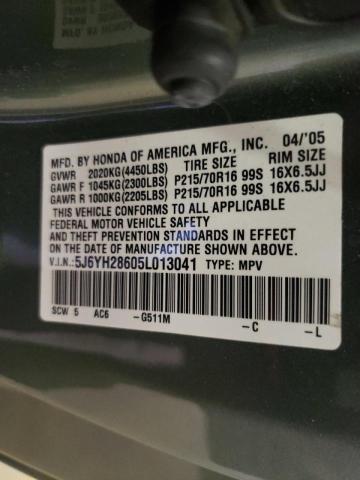 MFD. BY HONDA OF AMERICA MFG., INC. 04/'05
GVWR 2020KG(4450LBS) TIRE SIZE RIM SIZE
GAWR F 1045KG(2300LBS) P215/70R16 99S 16X6.5JJ
GAWR R 1000KG(2205LBS) P215/70R16 99S 16X6.5JJ
THIS VEHICLE CONFORMS TO ALL APPLICABLE
FEDERAL MOTOR VEHICLE SAFETY
AND THEFT PREVENTION STANDARDS IN EFFECT
ON THE DATE OF MANUFACTURE SHOWN ABOVE.
V.I.N.:5J6YH28605L013041 TYPE: MPV
SCW 5 AC6 -G511M -C -L